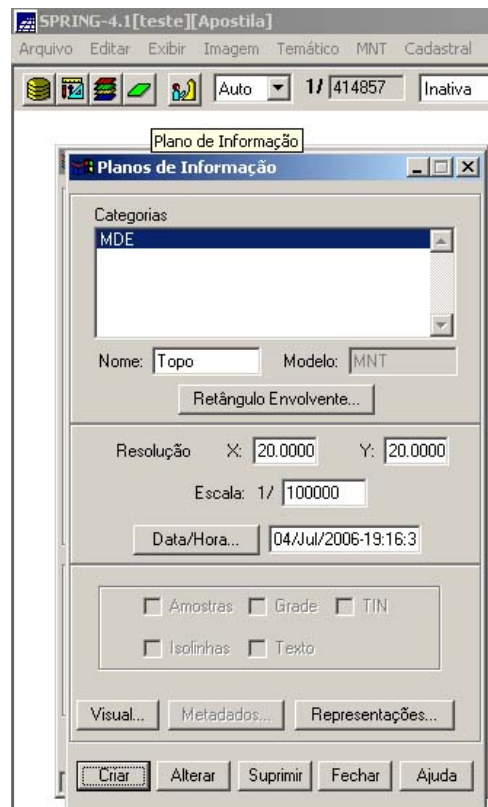 SPRING-4.1[teste][Apostila]
Arquivo Editar Exibir Imagem Temático MNT Cadastral
Auto 1/ 414857 Inativa
Plano de Informação
Planos de Informação
Categorias
MDE
Nome: Topo Modelo: MNT
Retângulo Envolvente...
Resolução X: 20.0000 Y: 20.0000
Escala: 1/ 100000
Data/Hora... 04/Jul/2006-19:16:3
Amostras Grade TIN
Isolinhas Texto
Visual... Metadados... Representações...
Criar Alterar Suprimir Fechar Ajuda